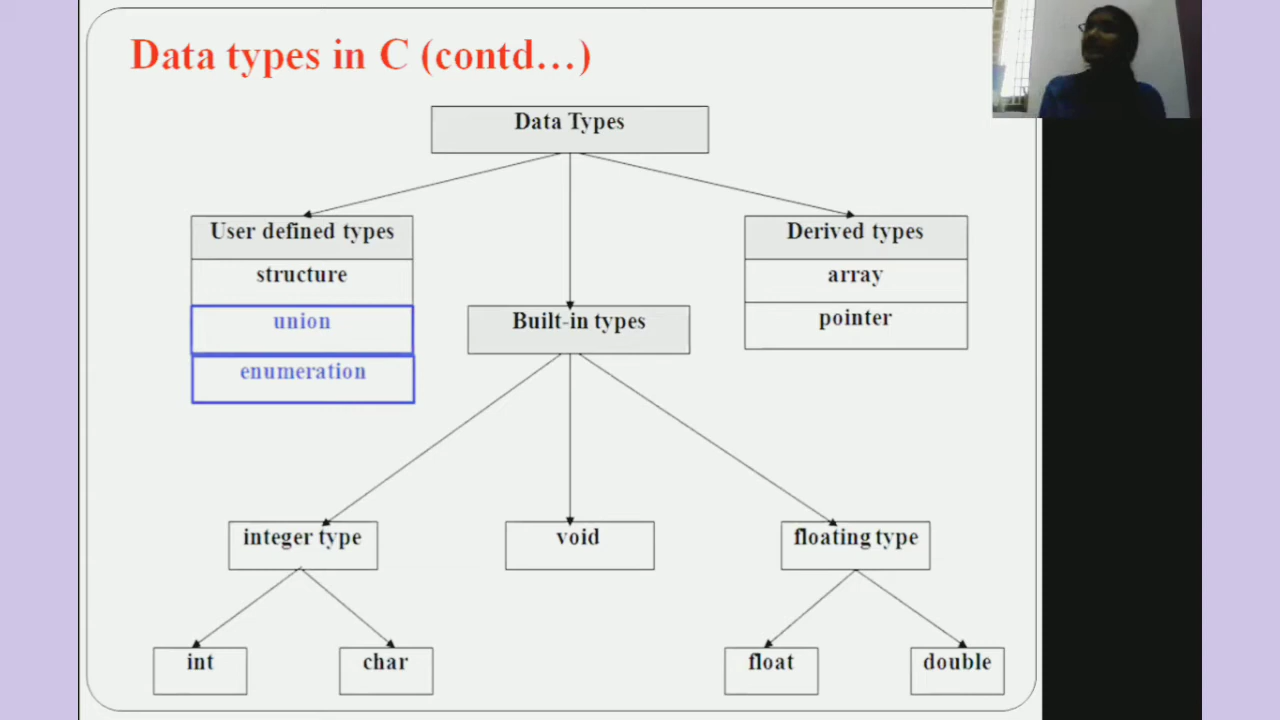 Data types in C (contd…)
Data Types
User defined types
structure
union
enumeration
Built-in types
Derived types
array
pointer
integer type
void
floating type
int
char
float
double